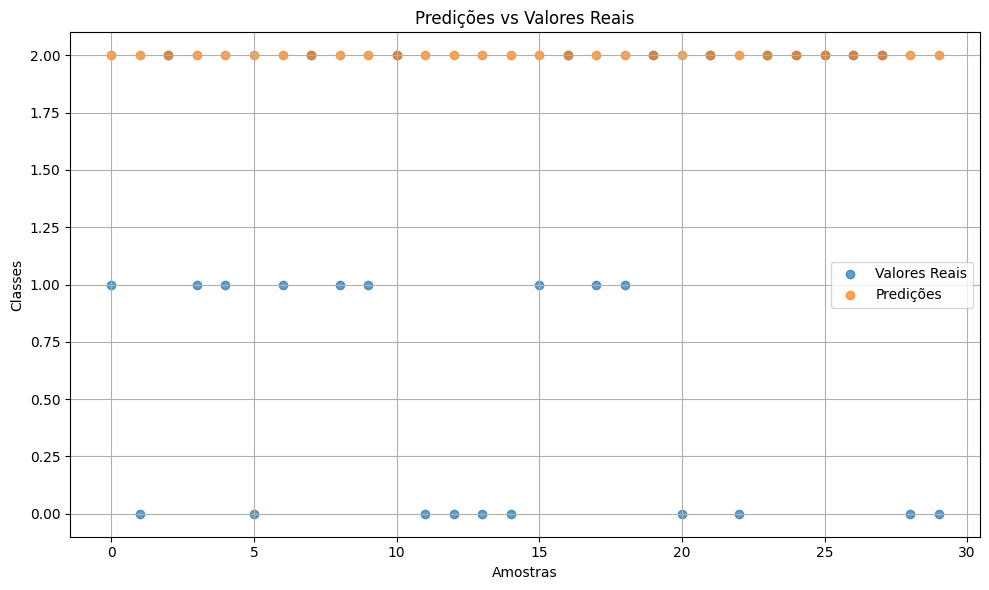 Predições vs Valores Reais
2.00
1.75
1.50
1.25
1.00
0.75
0.50
0.25
0.00
Classes
Valores Reais
Predições
0 5 10 15 20 25 30
Amostras